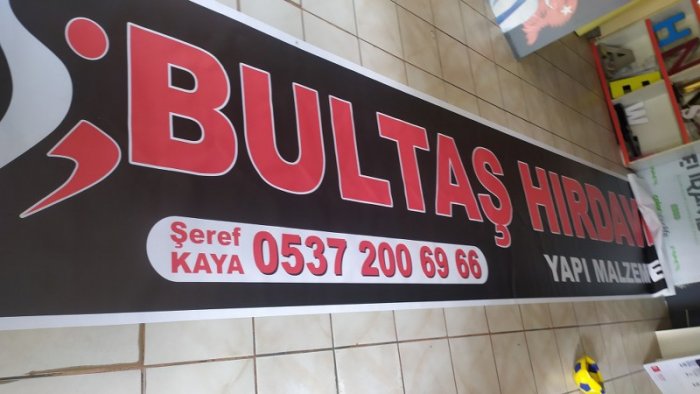 BULTAŞ HIRDAV
Şeref
KAYA
0537 200 69 66
YAPI MALZEME